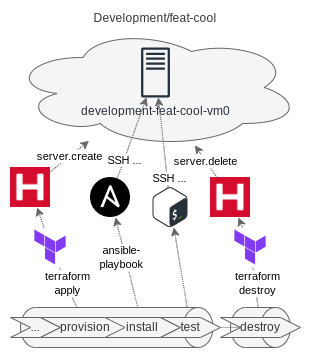 Development/feat-cool
development-feat-cool-vm0
server.create
SSH ...
server.delete
SSH ...
H
A
H
$_
ansible-
playbook
terraform
apply
terraform
destroy
...
provision
install
test
destroy